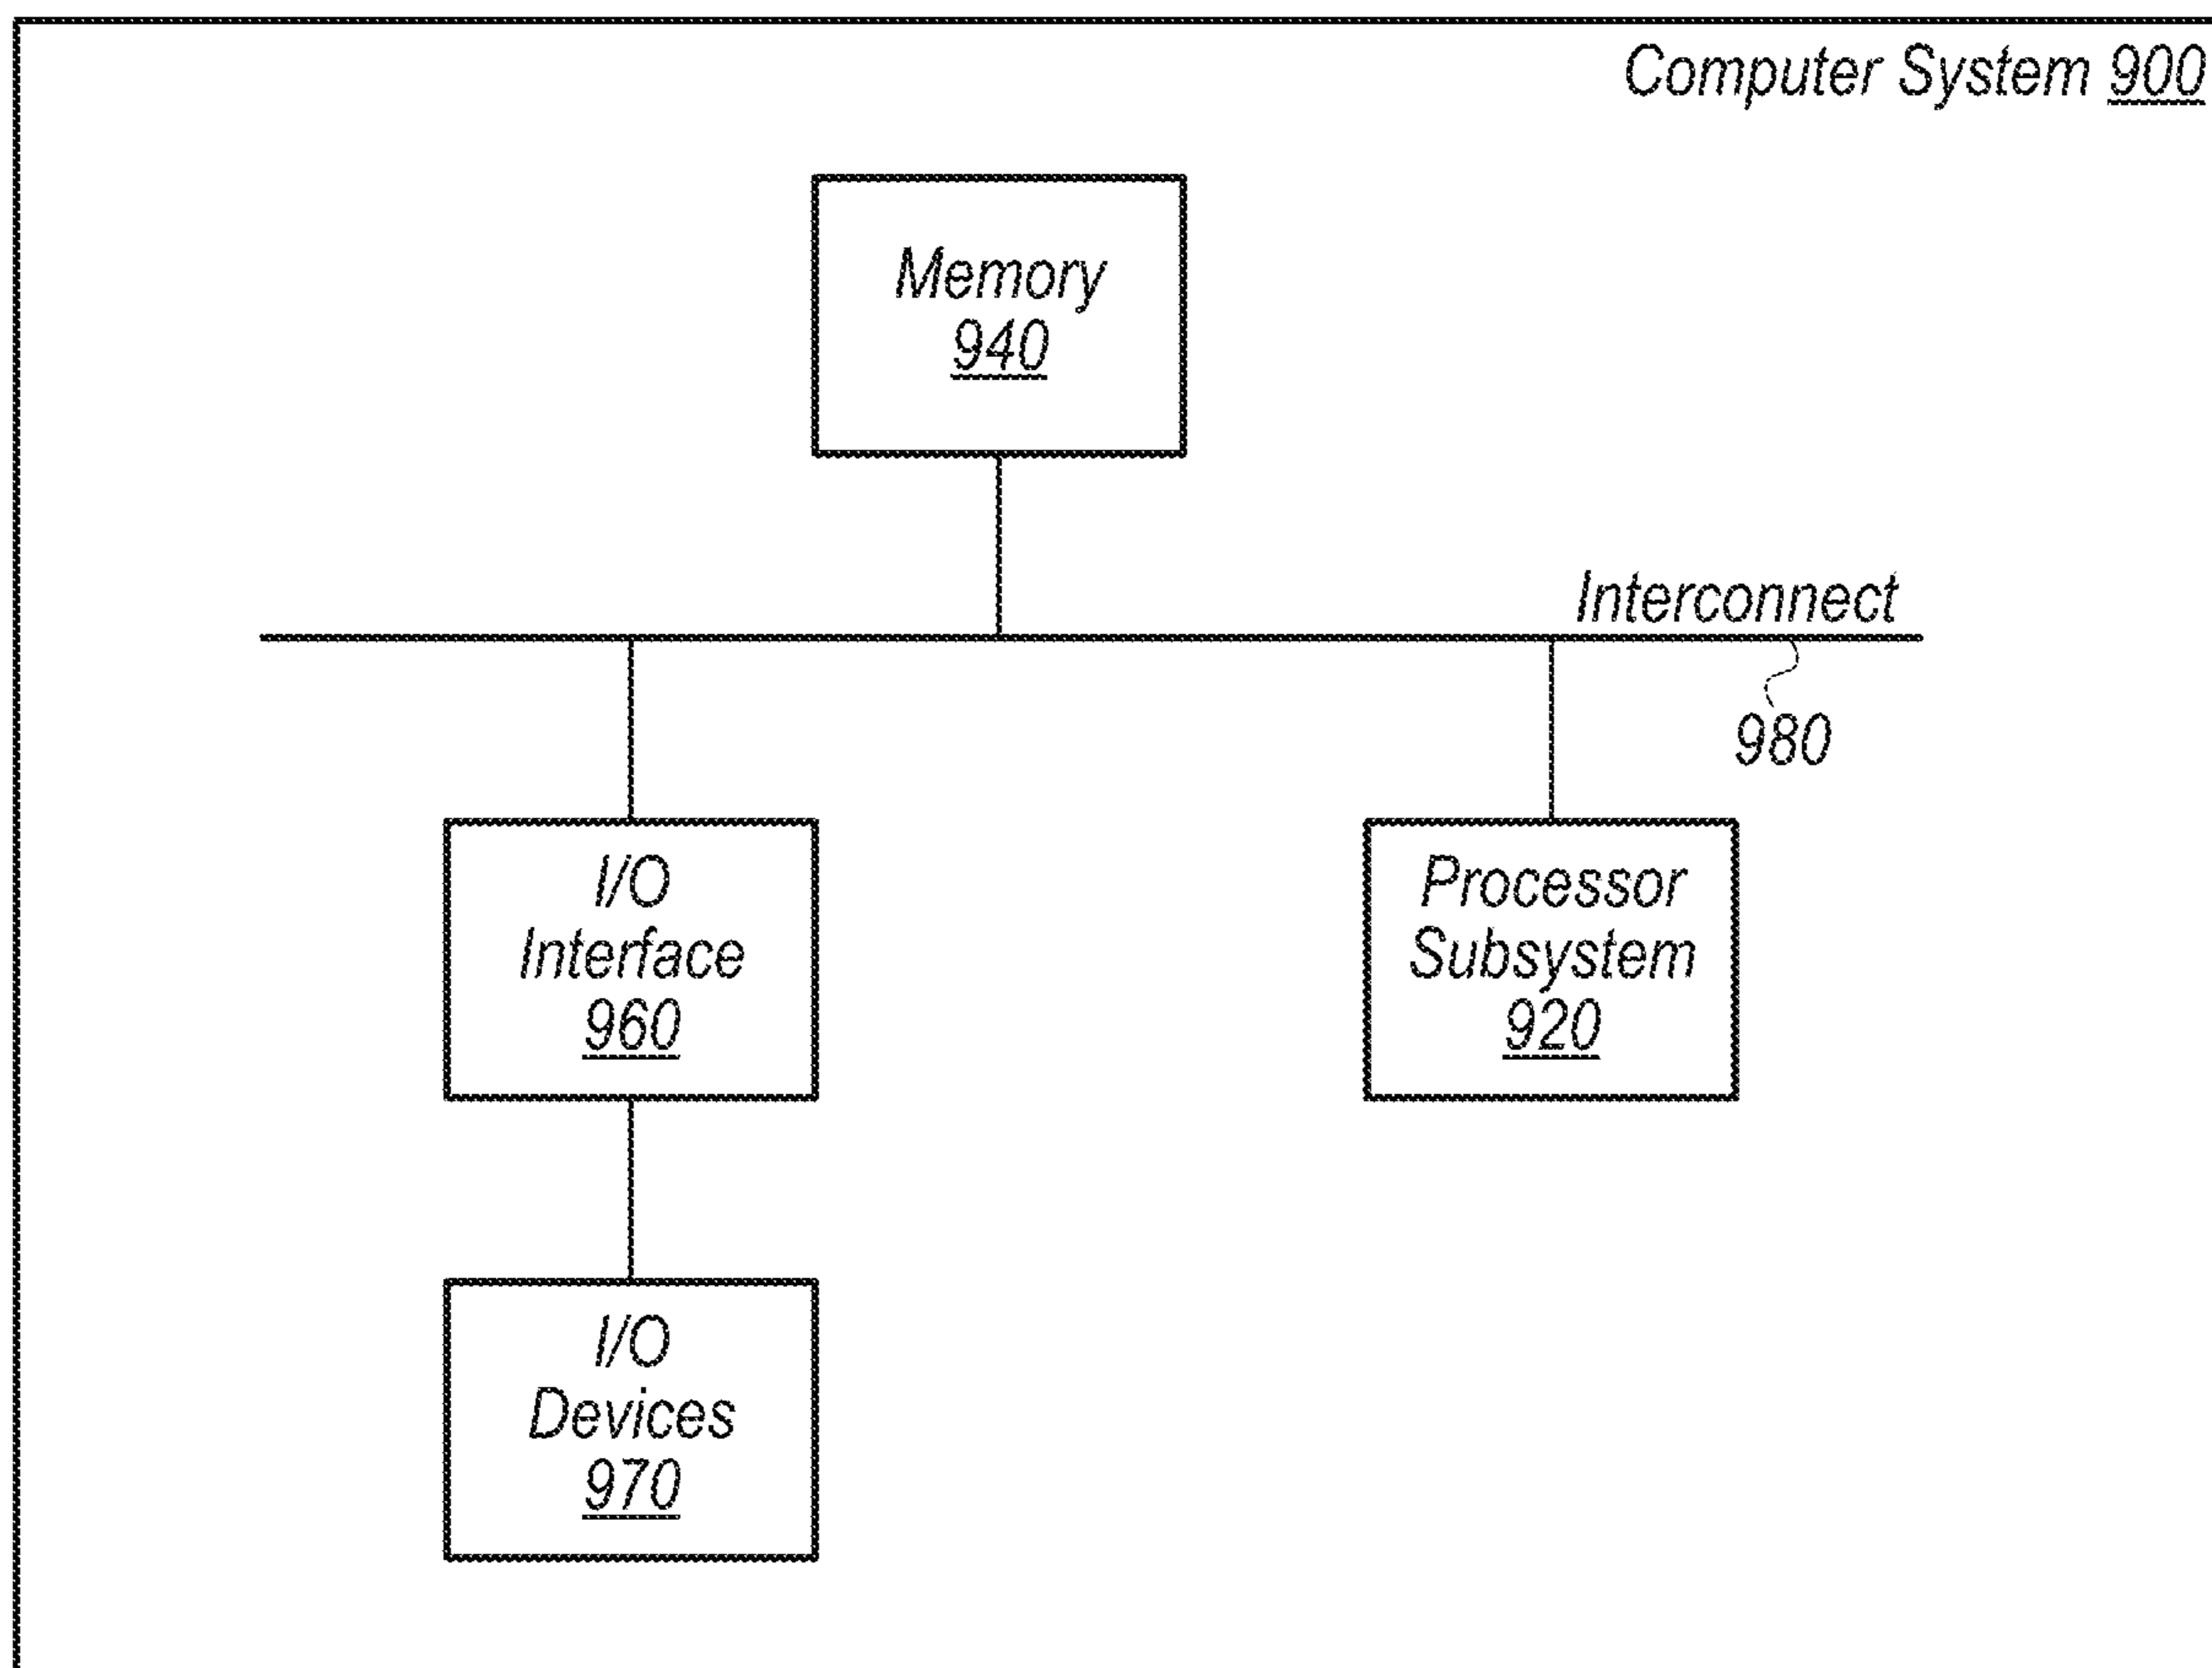 Computer System 900
Memory
940
Interconnect
980
I/O
Interface
960
Processor
Subsystem
920
I/O
Devices
970